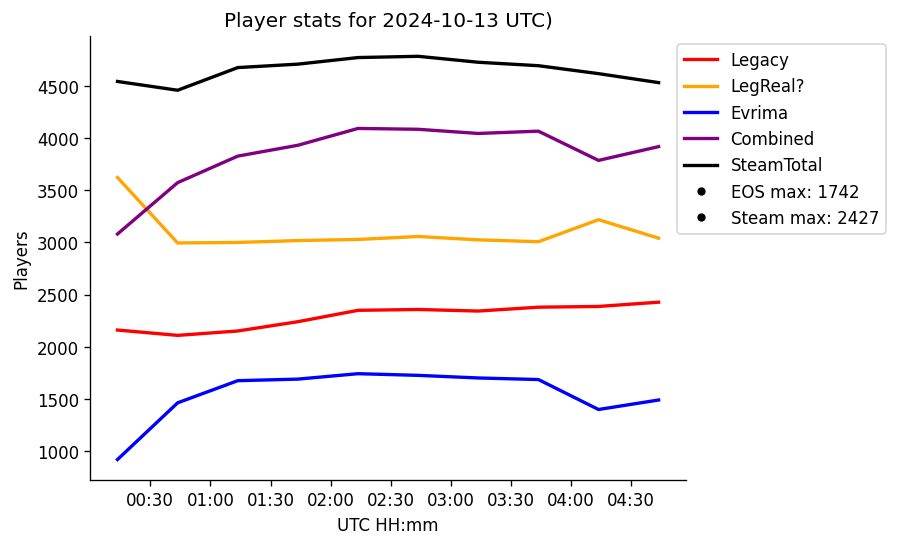 Player stats for 2024-10-13 UTC)
Legacy
LegReal?
Evrima
Combined
SteamTotal
EOS max: 1742
Steam max: 2427
Players
4500
4000
3500
3000
2500
2000
1500
1000
00:30 01:00 01:30 02:00 02:30 03:00 03:30 04:00 04:30
UTC HH:mm